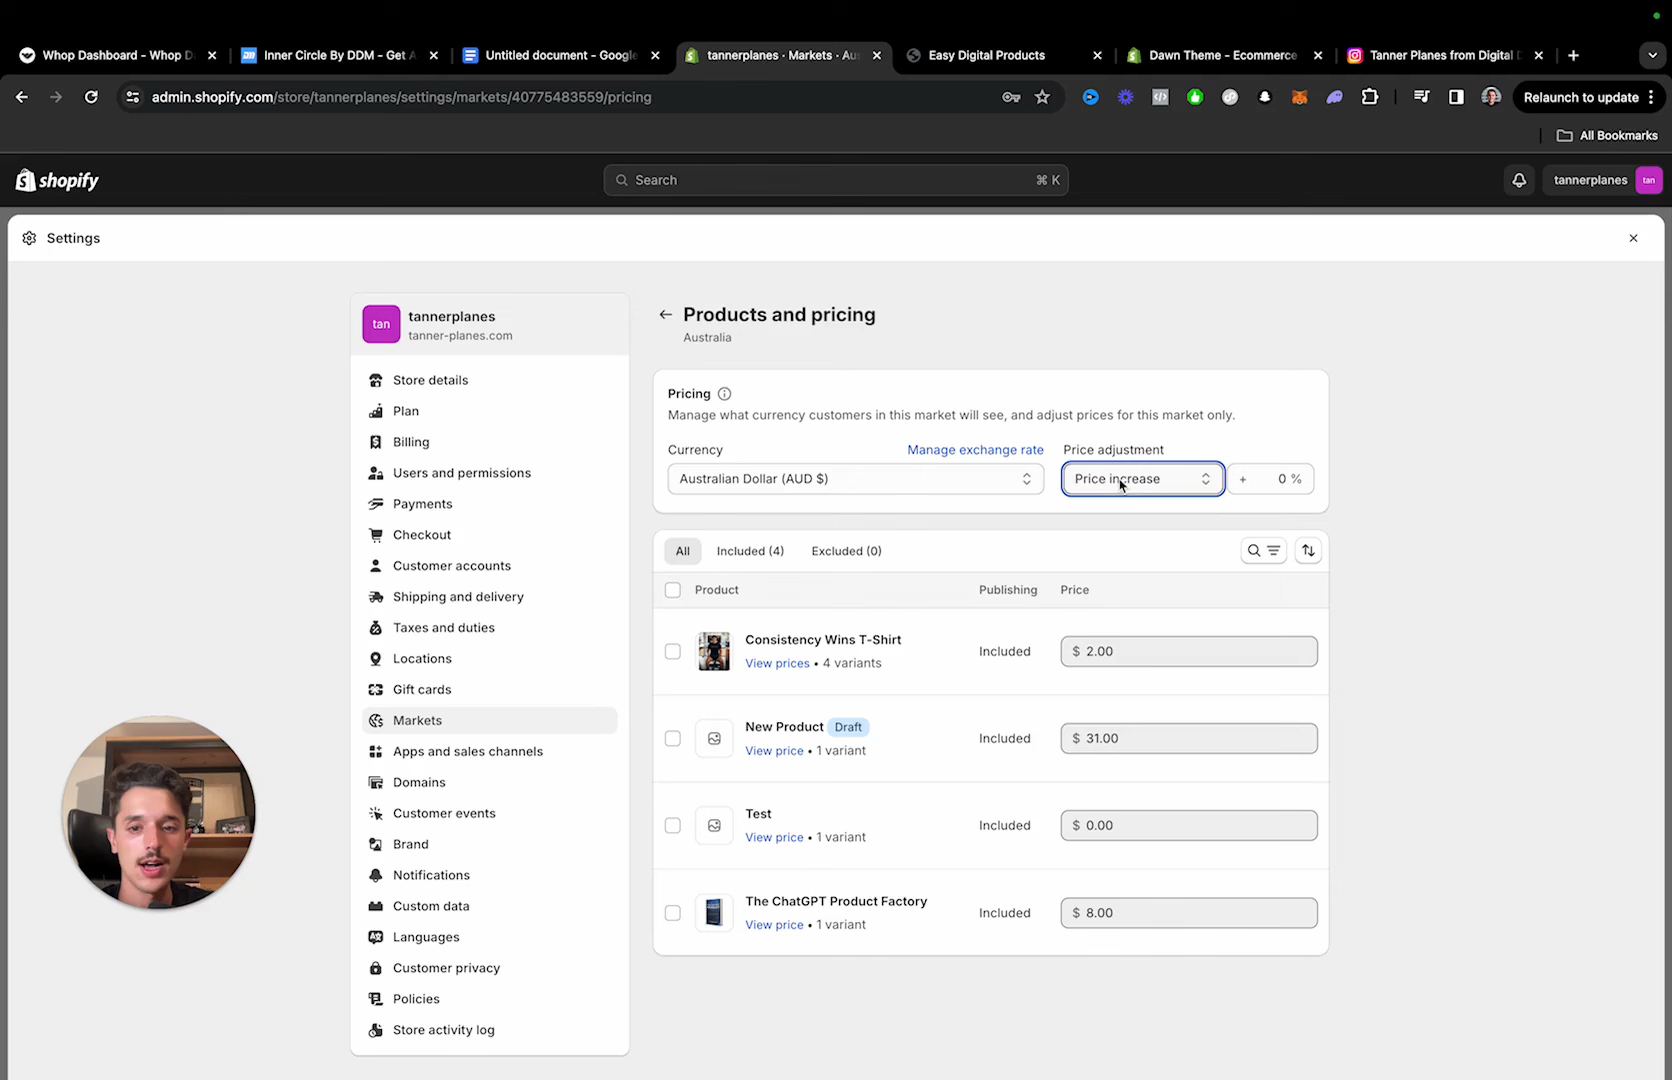 Whop Dashboard - Whop D
Inner Circle By DDM - Get A
Untitled document - Google
tannerplanes · Markets · Aus
Easy Digital Products
Dawn Theme - Ecommerce
Tanner Planes from Digital D
admin.shopify.com/store/tannerplanes/settings/markets/40775483559/pricing
Relaunch to update
All Bookmarks
shopify
Search
⌘ K
tannerplanes
tan
Settings
tan
tannerplanes
tanner-planes.com
Store details
Plan
Billing
Users and permissions
Payments
Checkout
Customer accounts
Shipping and delivery
Taxes and duties
Locations
Gift cards
Markets
Apps and sales channels
Domains
Customer events
Brand
Notifications
Custom data
Languages
Customer privacy
Policies
Store activity log
Products and pricing
Australia
Pricing
Manage what currency customers in this market will see, and adjust prices for this market only.
Currency
Manage exchange rate
Price adjustment
Australian Dollar (AUD $)
Price increase
+ 0 %
All
Included (4)
Excluded (0)
Product
Publishing
Price
Consistency Wins T-Shirt
View prices • 4 variants
Included
$ 2.00
New Product Draft
View price • 1 variant
Included
$ 31.00
Test
View price • 1 variant
Included
$ 0.00
The ChatGPT Product Factory
View price • 1 variant
Included
$ 8.00